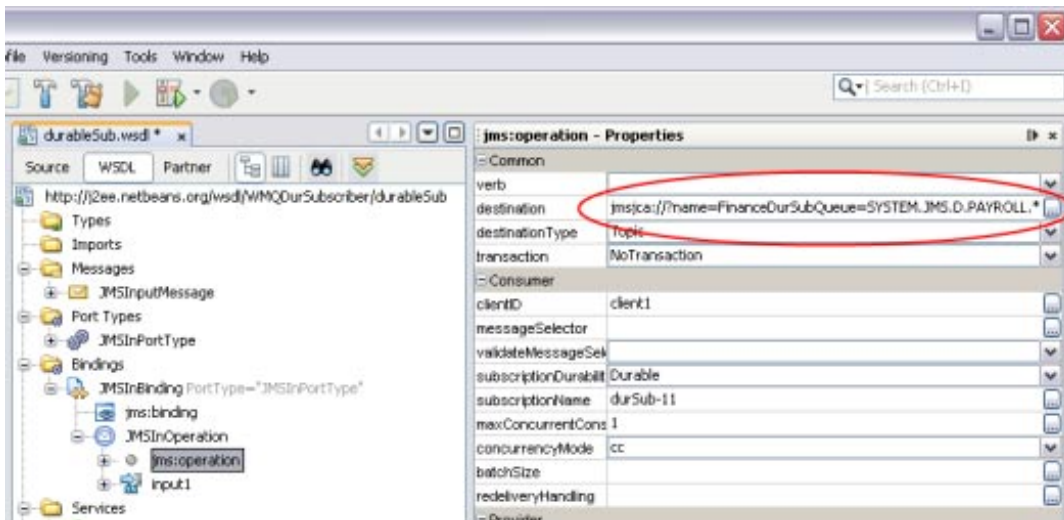 File Versioning Tools Window Help
Search (Ctrl+I)
durableSub.wsdl *
Source WSDL Partner
http://j2ee.netbeans.org/wsdl/WMQDurSubscriber/durableSub
Types
Imports
Messages
JMSInputMessage
Port Types
JMSInPortType
Bindings
JMSInBinding PortType="JMSInPortType"
jms:binding
JMSInOperation
jms:operation
input1
Services
jms:operation - Properties
Common
verb
destination jmsjca://?name=FinanceDurSubQueue=SYSTEM.JMS.D.PAYROLL.*
destinationType Topic
transaction NoTransaction
Consumer
clientID client1
messageSelector
validateMessageSel
subscriptionDurabilit Durable
subscriptionName durSub-11
maxConcurrentCons 1
concurrencyMode cc
batchSize
redeliveryHandling
Provider